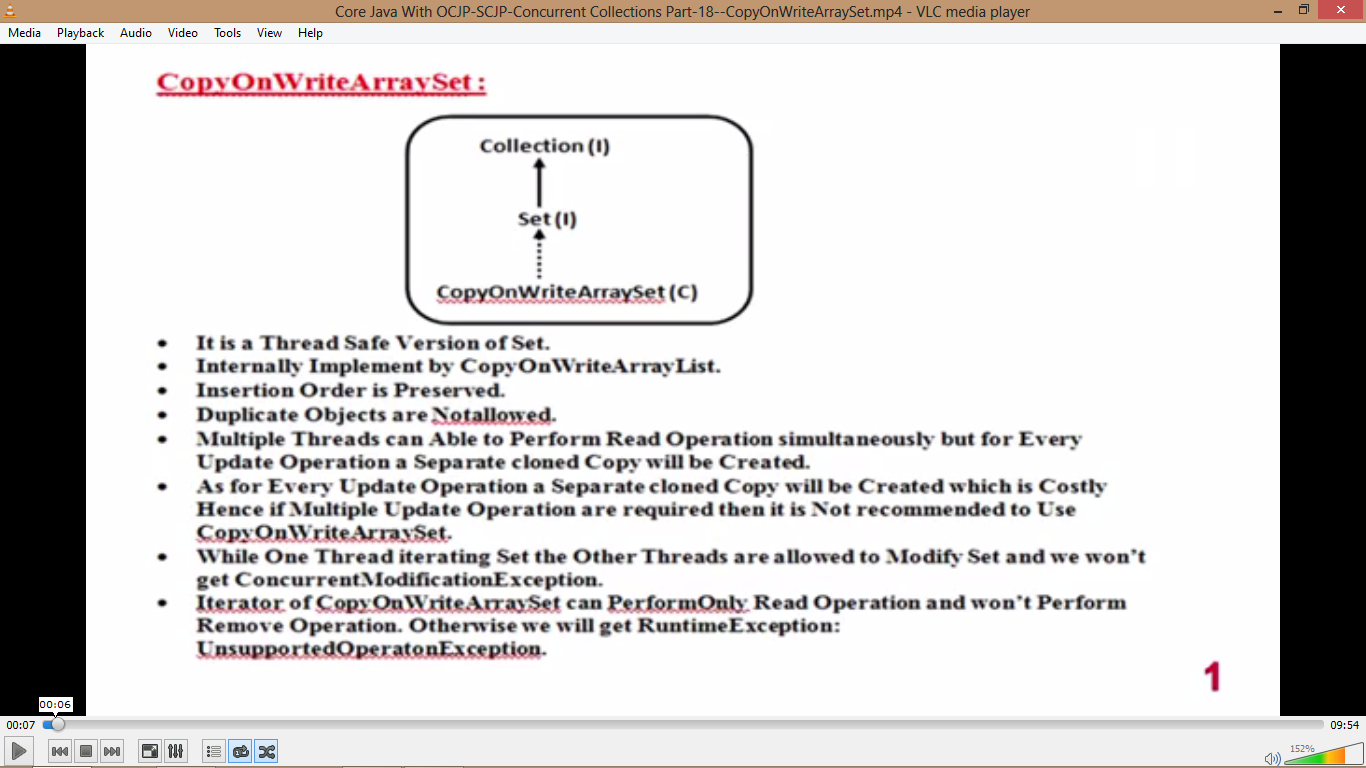 Core Java With OCJP-SCJP-Concurrent Collections Part-18--CopyOnWriteArraySet.mp4 - VLC media player
Media Playback Audio Video Tools View Help
CopyOnWriteArraySet :
Collection (I)
Set (I)
CopyOnWriteArraySet (C)
• It is a Thread Safe Version of Set.
• Internally Implement by CopyOnWriteArrayList.
• Insertion Order is Preserved.
• Duplicate Objects are Notallowed.
• Multiple Threads can Able to Perform Read Operation simultaneously but for Every
Update Operation a Separate cloned Copy will be Created.
• As for Every Update Operation a Separate cloned Copy will be Created which is Costly
Hence if Multiple Update Operation are required then it is Not recommended to Use
CopyOnWriteArraySet.
• While One Thread iterating Set the Other Threads are allowed to Modify Set and we won't
get ConcurrentModificationException.
• Iterator of CopyOnWriteArraySet can PerformOnly Read Operation and won't Perform
Remove Operation. Otherwise we will get RuntimeException:
UnsupportedOperatonException.
1
00:06
00:07 09:54
152%